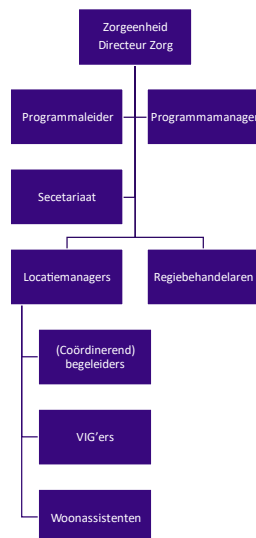 Zorgeenheid
Directeur Zorg
Programmaleider
Programmamanager
Secetariaat
Locatiemanagers
Regiebehandelaren
(Coördinerend)
begeleiders
VIG'ers
Woonassistenten